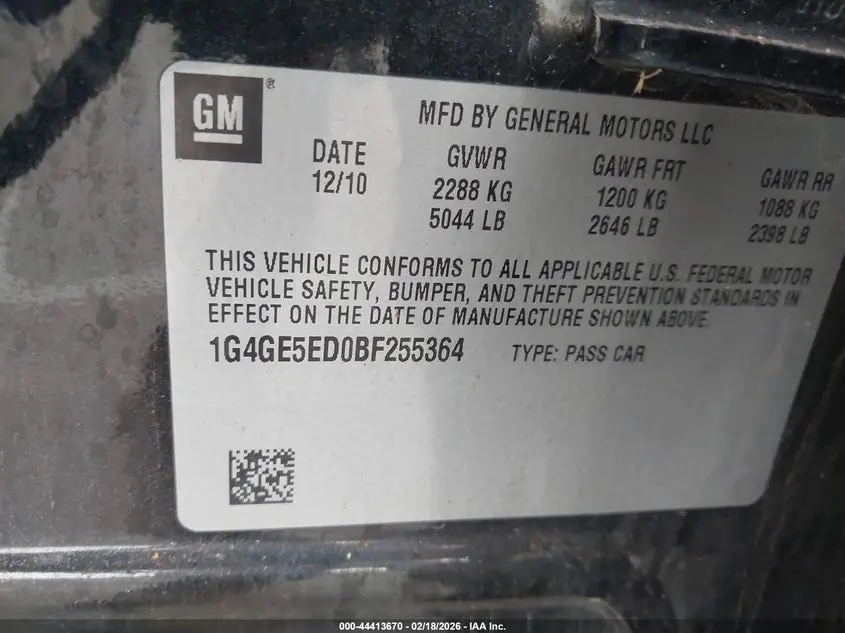 GM®
MFD BY GENERAL MOTORS LLC
DATE GVWR GAWR FRT GAWR RR
12/10 2288 KG 1200 KG 1088 KG
5044 LB 2646 LB 2398 LB
THIS VEHICLE CONFORMS TO ALL APPLICABLE U.S. FEDERAL MOTOR
VEHICLE SAFETY, BUMPER, AND THEFT PREVENTION STANDARDS IN
EFFECT ON THE DATE OF MANUFACTURE SHOWN ABOVE.
1G4GE5ED0BF255364 TYPE: PASS CAR
000-44413670 - 02/18/2026 - IAA Inc.